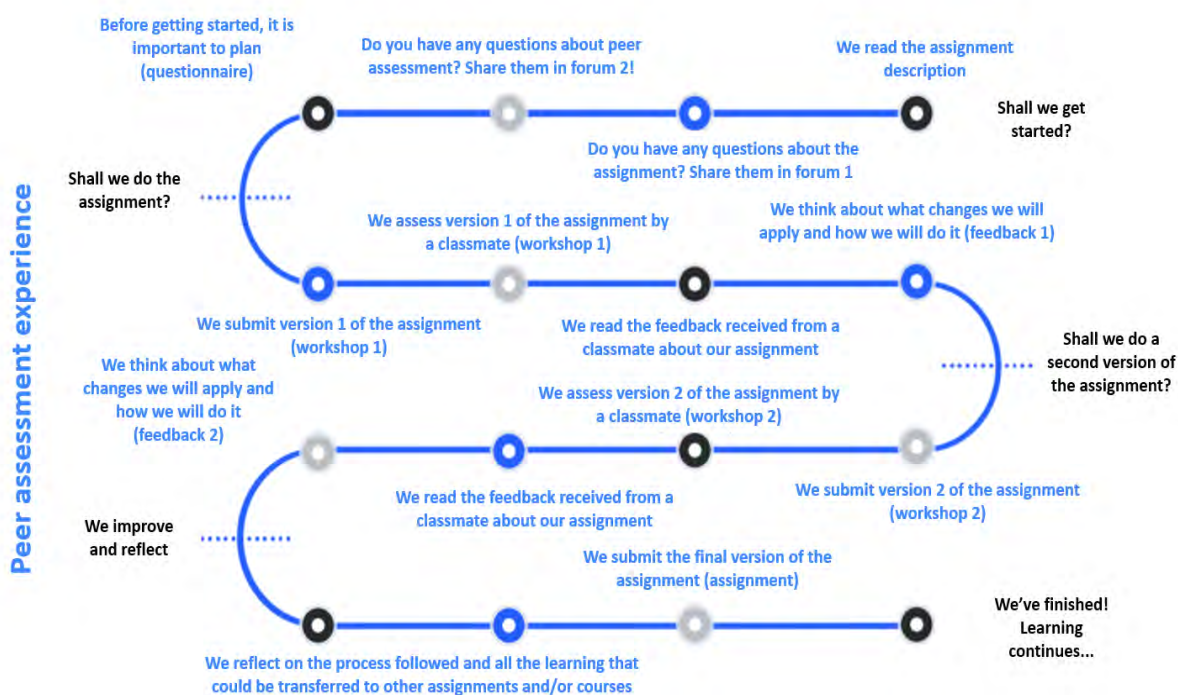 Before getting started, it is
important to plan
(questionnaire)
Do you have any questions about peer
assessment? Share them in forum 2!
We read the assignment
description
Shall we get
started?
Do you have any questions about the
assignment? Share them in forum 1
Shall we do the
assignment?
Peer assessment experience
We assess version 1 of the assignment by
a classmate (workshop 1)
We think about what changes we will
apply and how we will do it (feedback 1)
We submit version 1 of the assignment
(workshop 1)
We read the feedback received from a
classmate about our assignment
Shall we do a
second version of
the assignment?
We think about what
changes we will apply and
how we will do it
(feedback 2)
We assess version 2 of the assignment by
a classmate (workshop 2)
We read the feedback received from a
classmate about our assignment
We submit version 2 of the assignment
(workshop 2)
We improve
and reflect
We submit the final version of the
assignment (assignment)
We've finished!
Learning
continues...
We reflect on the process followed and all the learning that
could be transferred to other assignments and/or courses